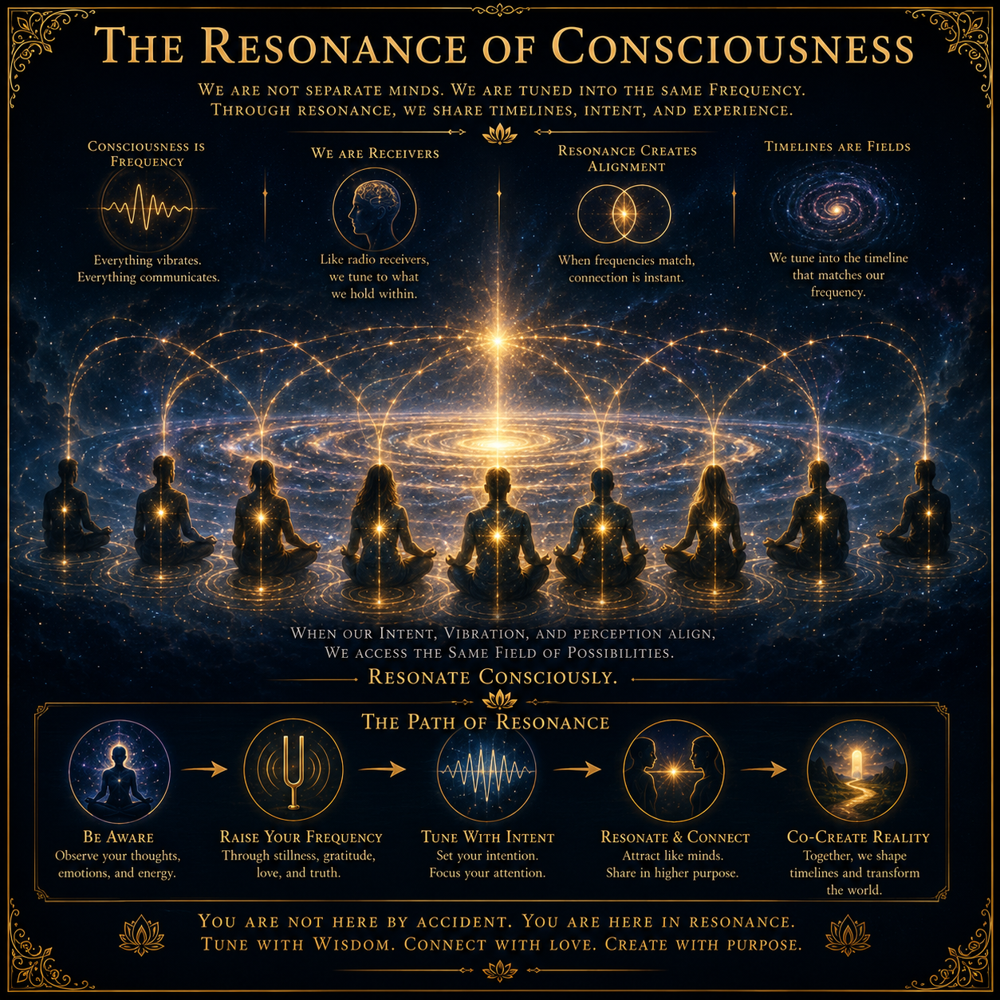 The Resonance of Consciousness
We are not separate minds. We are tuned into the same Frequency.
Through resonance, we share timelines, intent, and experience.
Consciousness is
Frequency
Everything vibrates.
Everything communicates.
We are Receivers
Like radio receivers,
we tune to what
we hold within.
Resonance Creates
Alignment
When frequencies match,
connection is instant.
Timelines are Fields
We tune into the timeline
that matches our
frequency.
When our Intent, Vibration, and perception align,
We access the Same Field of Possibilities.
Resonate Consciously.
The Path of Resonance
Be Aware
Observe your thoughts,
emotions, and energy.
Raise Your Frequency
Through stillness, gratitude,
love, and truth.
Tune With Intent
Set your intention.
Focus your attention.
Resonate & Connect
Attract like minds.
Share in higher purpose.
Co-Create Reality
Together, we shape
timelines and transform
the world.
You are not here by accident. You are here in resonance.
Tune with Wisdom. Connect with love. Create with purpose.